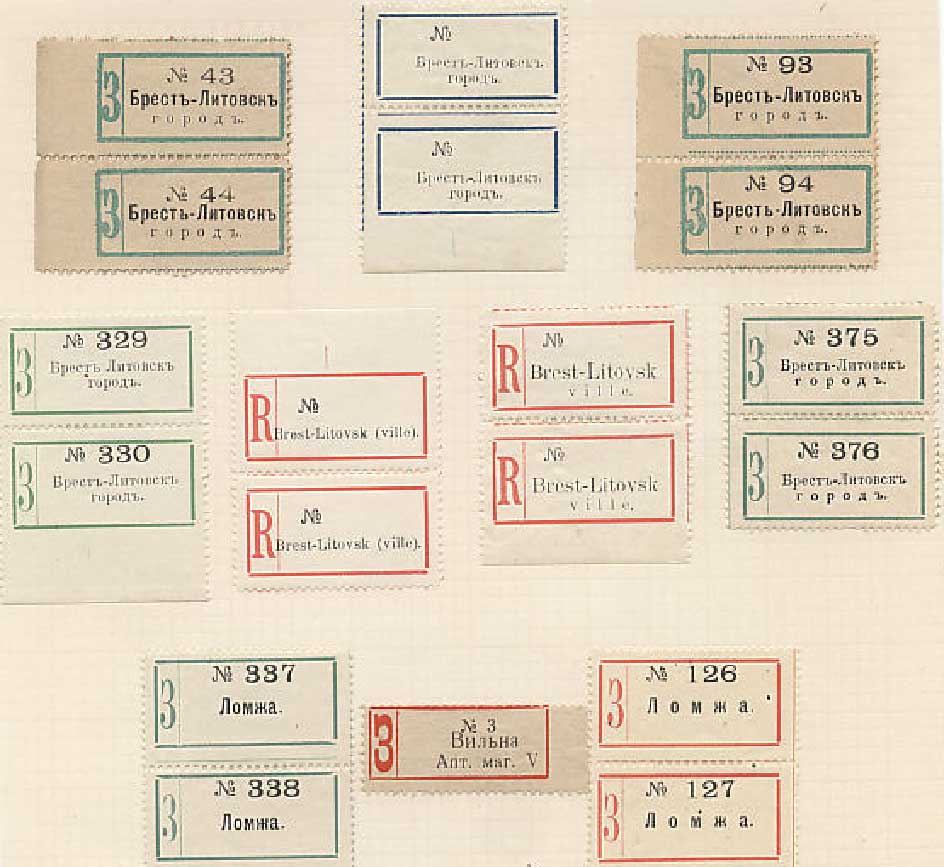 З
№ 43
Брестъ-Литовскъ
городъ.
З
№ 44
Брестъ-Литовскъ
городъ.
№
Брестъ-Литовскъ
городъ.
№
Брестъ-Литовскъ
городъ.
З
№ 93
Брестъ-Литовскъ
городъ.
З
№ 94
Брестъ-Литовскъ
городъ.
З
№ 329
Брестъ Литовскъ
городъ.
З
№ 330
Брестъ-Литовскъ
городъ.
R
№
Brest-Litovsk (ville).
R
№
Brest-Litovsk (ville).
R
№
Brest-Litovsk
ville.
R
№
Brest-Litovsk
ville.
З
№ 375
Брестъ-Литовскъ
городъ.
З
№ 376
Брестъ-Литовскъ
городъ.
З
№ 337
Ломжа.
З
№ 338
Ломжа.
З
№ 3
Вильна
Апт. маг. V
З
№ 126
Ломжа.
З
№ 127
Ломжа.